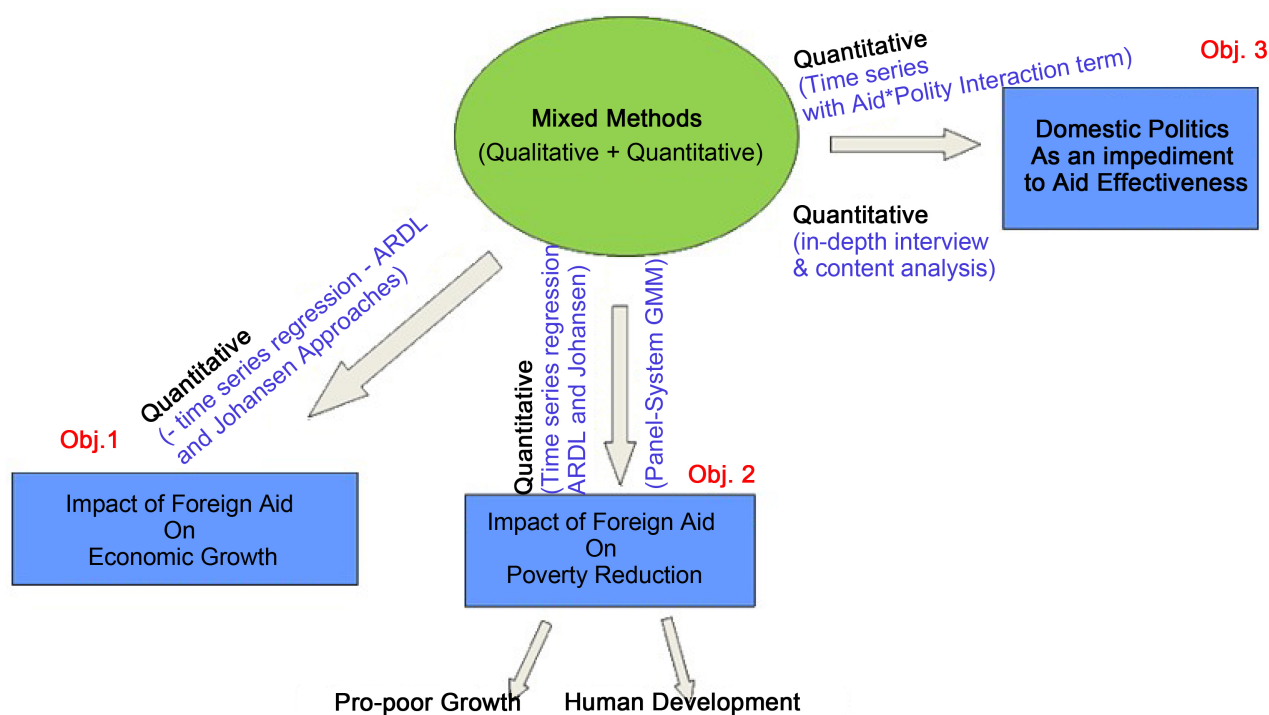 Mixed Methods
(Qualitative + Quantitative)
Quantitative
(Time series
with Aid*Polity Interaction term)
Obj. 3
Domestic Politics
As an impediment
to Aid Effectiveness
Quantitative
(in-depth interview
& content analysis)
Quantitative
(- time series regression - ARDL
and Johansen Approaches)
Obj.1
Impact of Foreign Aid
On
Economic Growth
Quantitative
(Time series regression
ARDL and Johansen)
(Panel-System GMM)
Obj. 2
Impact of Foreign Aid
On
Poverty Reduction
Pro-poor Growth
Human Development